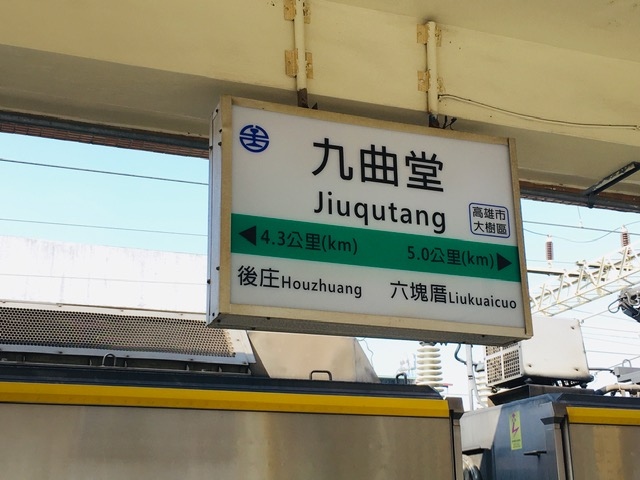 九曲堂
Jiuqutang
高雄市
大樹區
4.3公里(km)
5.0公里(km)
後庄Houzhuang
六塊厝Liukuaicuo